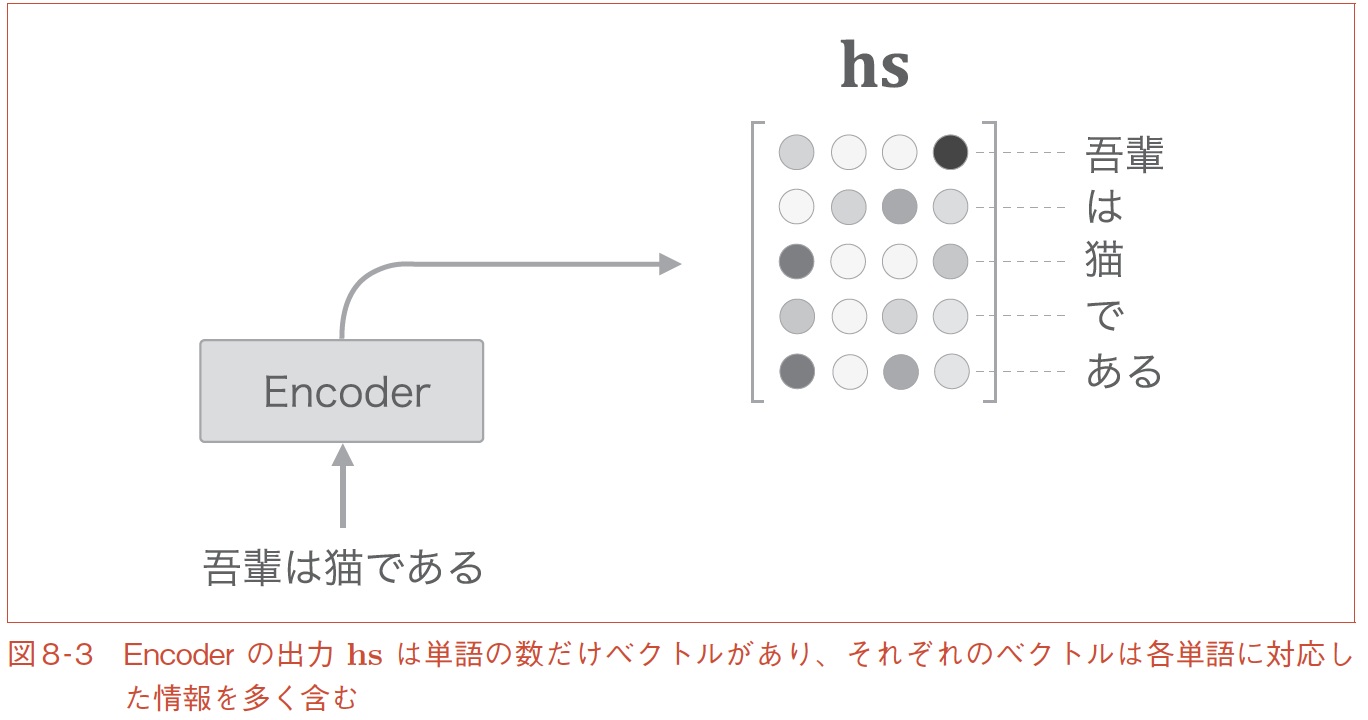 hs
吾輩
は
猫
で
ある
Encoder
吾輩は猫である
図8-3 Encoder の出力 hs は単語の数だけベクトルがあり、それぞれのベクトルは各単語に対応し
た情報を多く含む